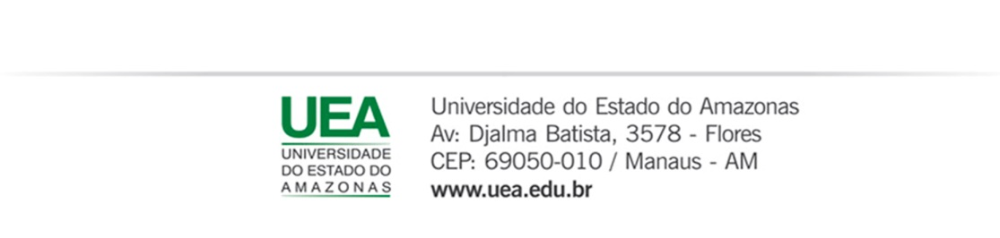 UEA
UNIVERSIDADE
DO ESTADO DO
AMAZONAS
Universidade do Estado do Amazonas
Av: Djalma Batista, 3578 - Flores
CEP: 69050-010 / Manaus - AM
www.uea.edu.br